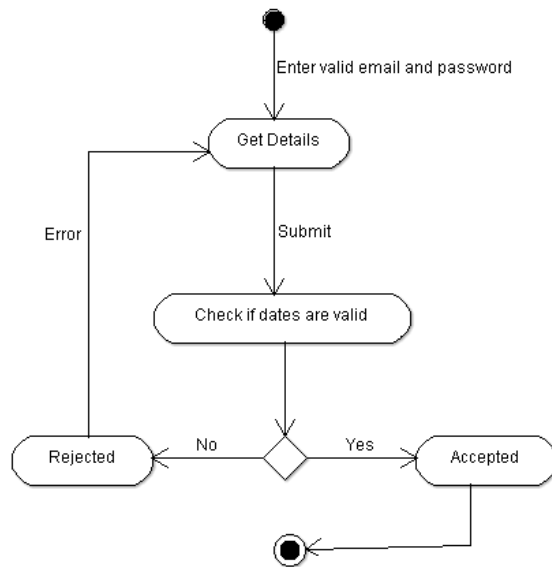 Enter valid email and password
Get Details
Error
Submit
Check if dates are valid
No
Yes
Rejected
Accepted